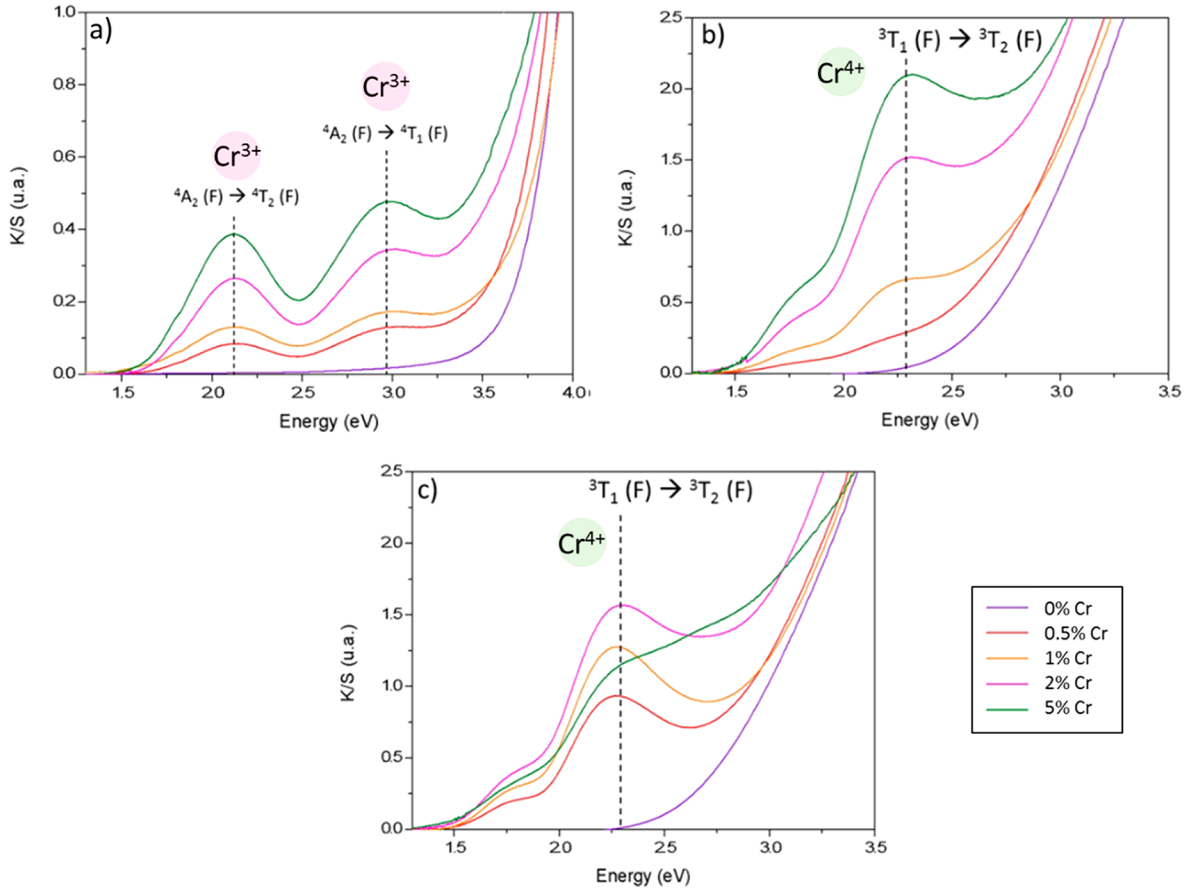 a)
Cr3+
4A2 (F) → 4T2 (F)
Cr3+
4A2 (F) → 4T1 (F)
K/S (u.a.)
1.0
0.8
0.6
0.4
0.2
0.0
1.5 2.0 2.5 3.0 3.5 4.0
Energy (eV)
b)
3T1 (F) → 3T2 (F)
Cr4+
K/S (u.a.)
2.5
2.0
1.5
1.0
0.5
0.0
1.5 2.0 2.5 3.0 3.5
Energy (eV)
c)
3T1 (F) → 3T2 (F)
Cr4+
K/S (u.a.)
2.5
2.0
1.5
1.0
0.5
0.0
1.5 2.0 2.5 3.0 3.5
Energy (eV)
0% Cr
0.5% Cr
1% Cr
2% Cr
5% Cr